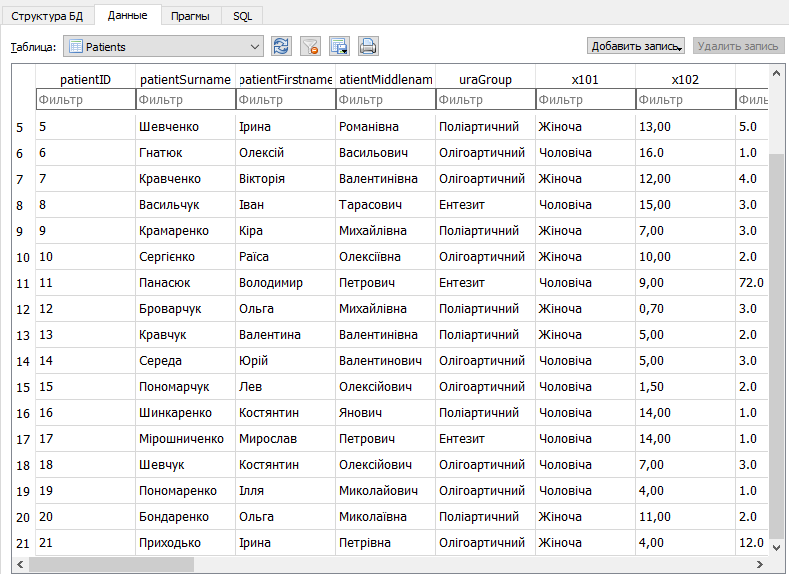 Структура БД Данные Прагмы SQL
Таблица: Patients Добавить запись Удалить запись
patientID patientSurname patientFirstname atientMiddlenam uraGroup x101 x102
Фильтр Фильтр Фильтр Фильтр Фильтр Фильтр Фильтр Филь
5 5 Шевченко Ірина Романівна Поліартичний Жіноча 13,00 5.0
6 6 Гнатюк Олексій Васильович Олігоартичний Чоловіча 16.0 1.0
7 7 Кравченко Вікторія Валентинівна Олігоартичний Жіноча 12,00 4.0
8 8 Васильчук Іван Тарасович Ентезит Чоловіча 15,00 3.0
9 9 Крамаренко Кіра Михайлівна Поліартичний Жіноча 7,00 3.0
10 10 Сергієнко Раїса Олексіївна Олігоартичний Жіноча 10,00 2.0
11 11 Панасюк Володимир Петрович Ентезит Чоловіча 9,00 72.0
12 12 Броварчук Ольга Михайлівна Поліартичний Жіноча 0,70 3.0
13 13 Кравчук Валентина Валентинівна Поліартичний Жіноча 5,00 2.0
14 14 Середа Юрій Валентинович Олігоартичний Чоловіча 5,00 3.0
15 15 Пономарчук Лев Олексійович Олігоартичний Чоловіча 1,50 2.0
16 16 Шинкаренко Костянтин Янович Поліартичний Чоловіча 14,00 1.0
17 17 Мірошниченко Мирослав Петрович Ентезит Чоловіча 14,00 1.0
18 18 Шевчук Костянтин Олексійович Олігоартичний Чоловіча 7,00 3.0
19 19 Пономаренко Ілля Миколайович Олігоартичний Чоловіча 4,00 1.0
20 20 Бондаренко Ольга Миколаївна Поліартичний Жіноча 11,00 2.0
21 21 Приходько Ірина Петрівна Олігоартичний Жіноча 4,00 12.0